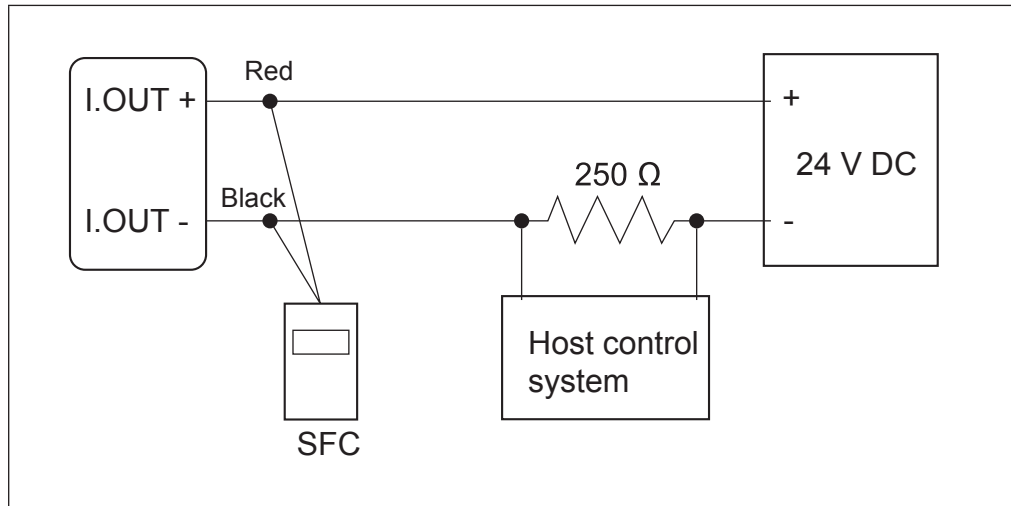 Red
I.OUT +
+
24 V DC
250 Ω
Black
I.OUT -
-
Host control
system
SFC